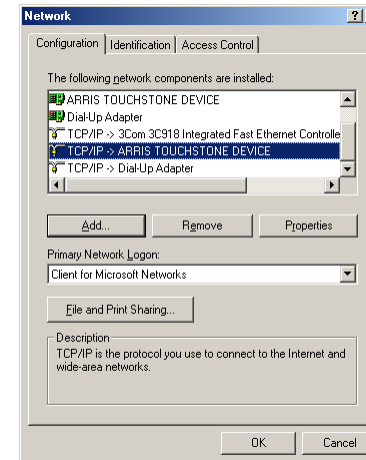 Network
?
Configuration Identification Access Control
The following network components are installed:
ARRIS TOUCHSTONE DEVICE
Dial-Up Adapter
TCP/IP -> 3Com 3C918 Integrated Fast Ethernet Controlle
TCP/IP -> ARRIS TOUCHSTONE DEVICE
TCP/IP -> Dial-Up Adapter
Add... Remove Properties
Primary Network Logon:
Client for Microsoft Networks
File and Print Sharing...
Description
TCP/IP is the protocol you use to connect to the Internet and
wide-area networks.
OK Cancel